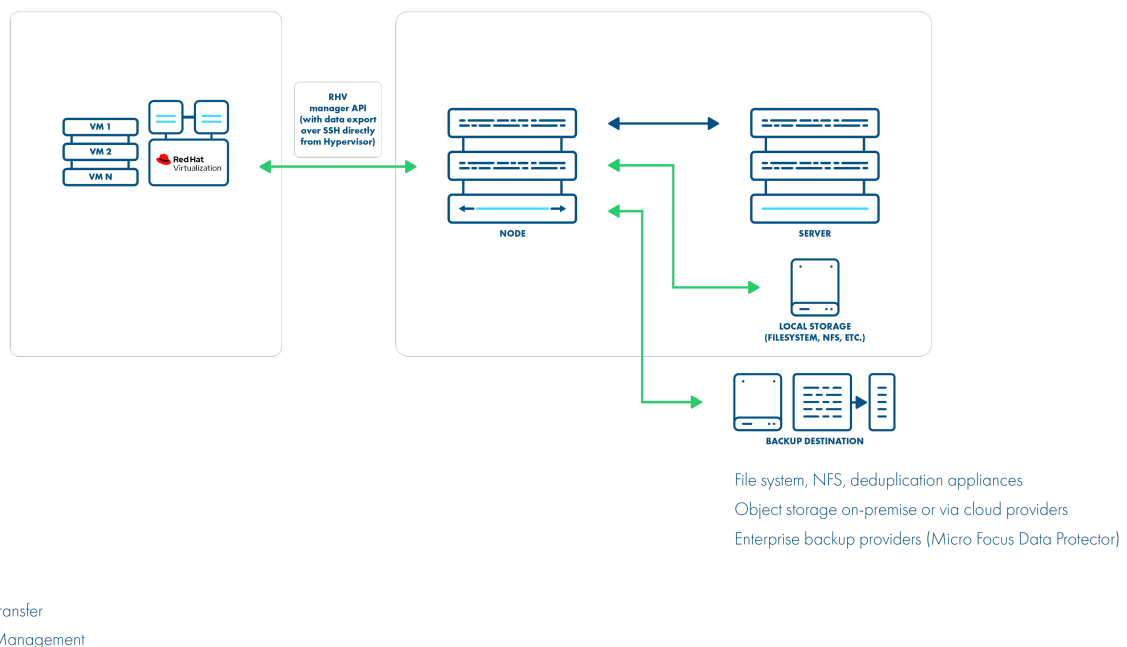 RHV
manager API
(with data export
over SSH directly
from Hypervisor)
VM 1
VM 2
VM N
Red Hat
Virtualization
NODE
SERVER
LOCAL STORAGE
(FILESYSTEM, NFS, ETC.)
BACKUP DESTINATION
File system, NFS, deduplication appliances
Object storage on-premise or via cloud providers
Enterprise backup providers (Micro Focus Data Protector)
ransfer
Management